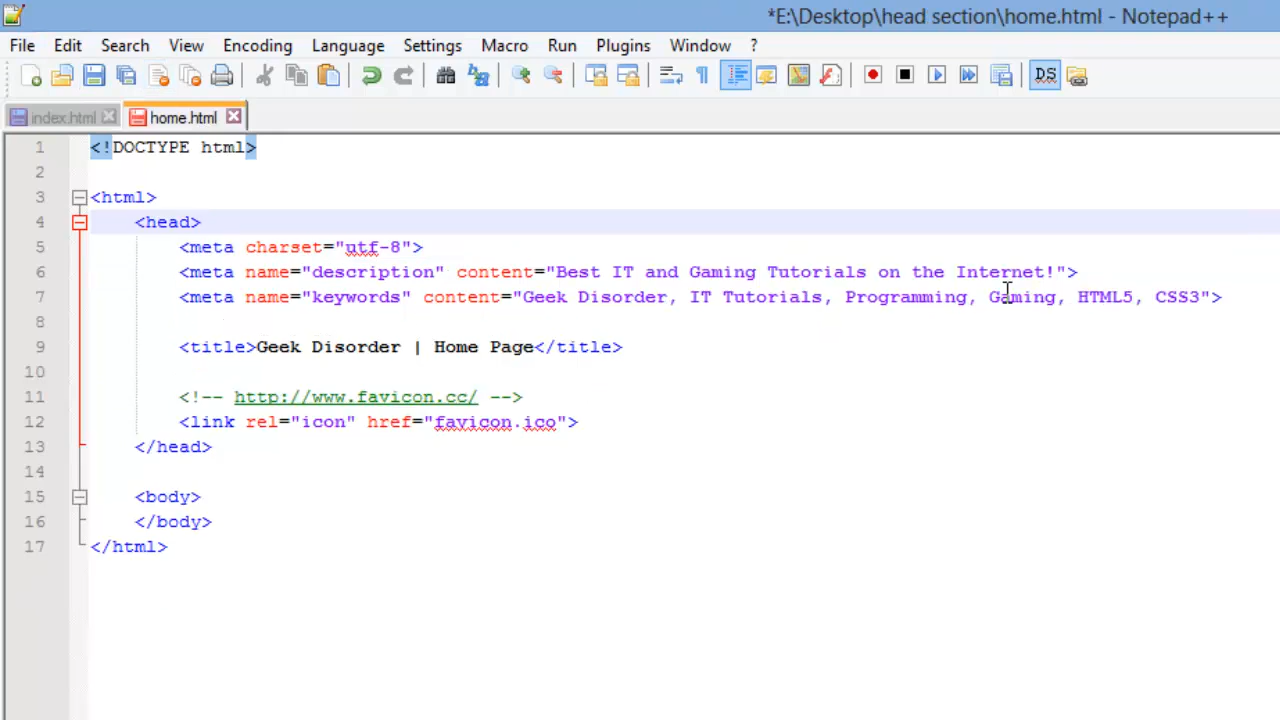 *E:\Desktop\head section\home.html - Notepad++
File Edit Search View Encoding Language Settings Macro Run Plugins Window ?
DS
index.html home.html
1 <!DOCTYPE html>
2
3 <html>
4 <head>
5 <meta charset="utf-8">
6 <meta name="description" content="Best IT and Gaming Tutorials on the Internet!">
7 <meta name="keywords" content="Geek Disorder, IT Tutorials, Programming, Gaming, HTML5, CSS3">
8
9 <title>Geek Disorder | Home Page</title>
10
11 <!-- http://www.favicon.cc/ -->
12 <link rel="icon" href="favicon.ico">
13 </head>
14
15 <body>
16 </body>
17 </html>